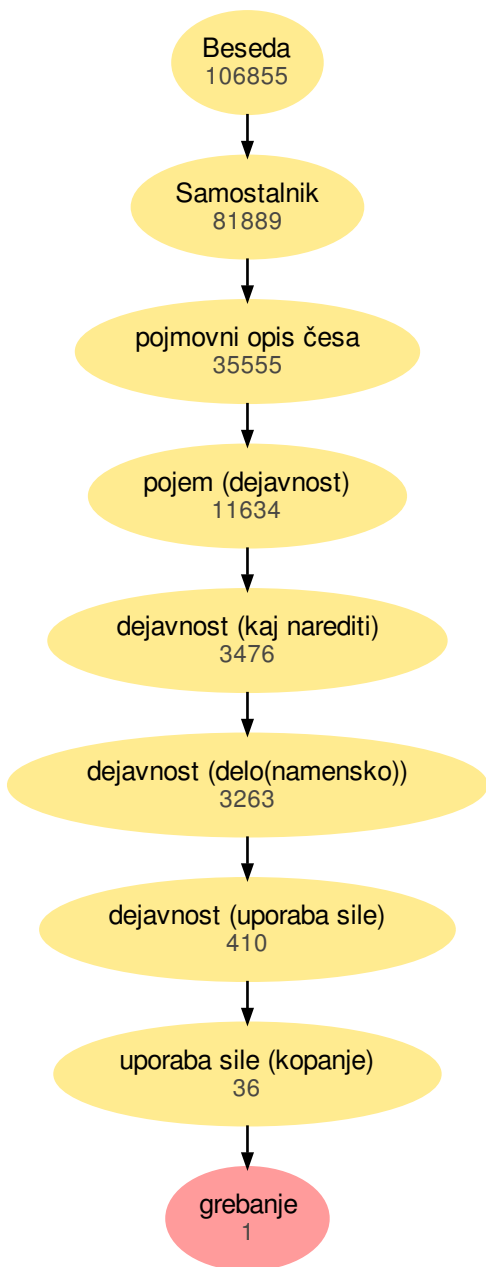 Beseda
106855
Samostalnik
81889
pojmovni opis česa
35555
pojem (dejavnost)
11634
dejavnost (kaj narediti)
3476
dejavnost (delo(namensko))
3263
dejavnost (uporaba sile)
410
uporaba sile (kopanje)
36
grebanje
1